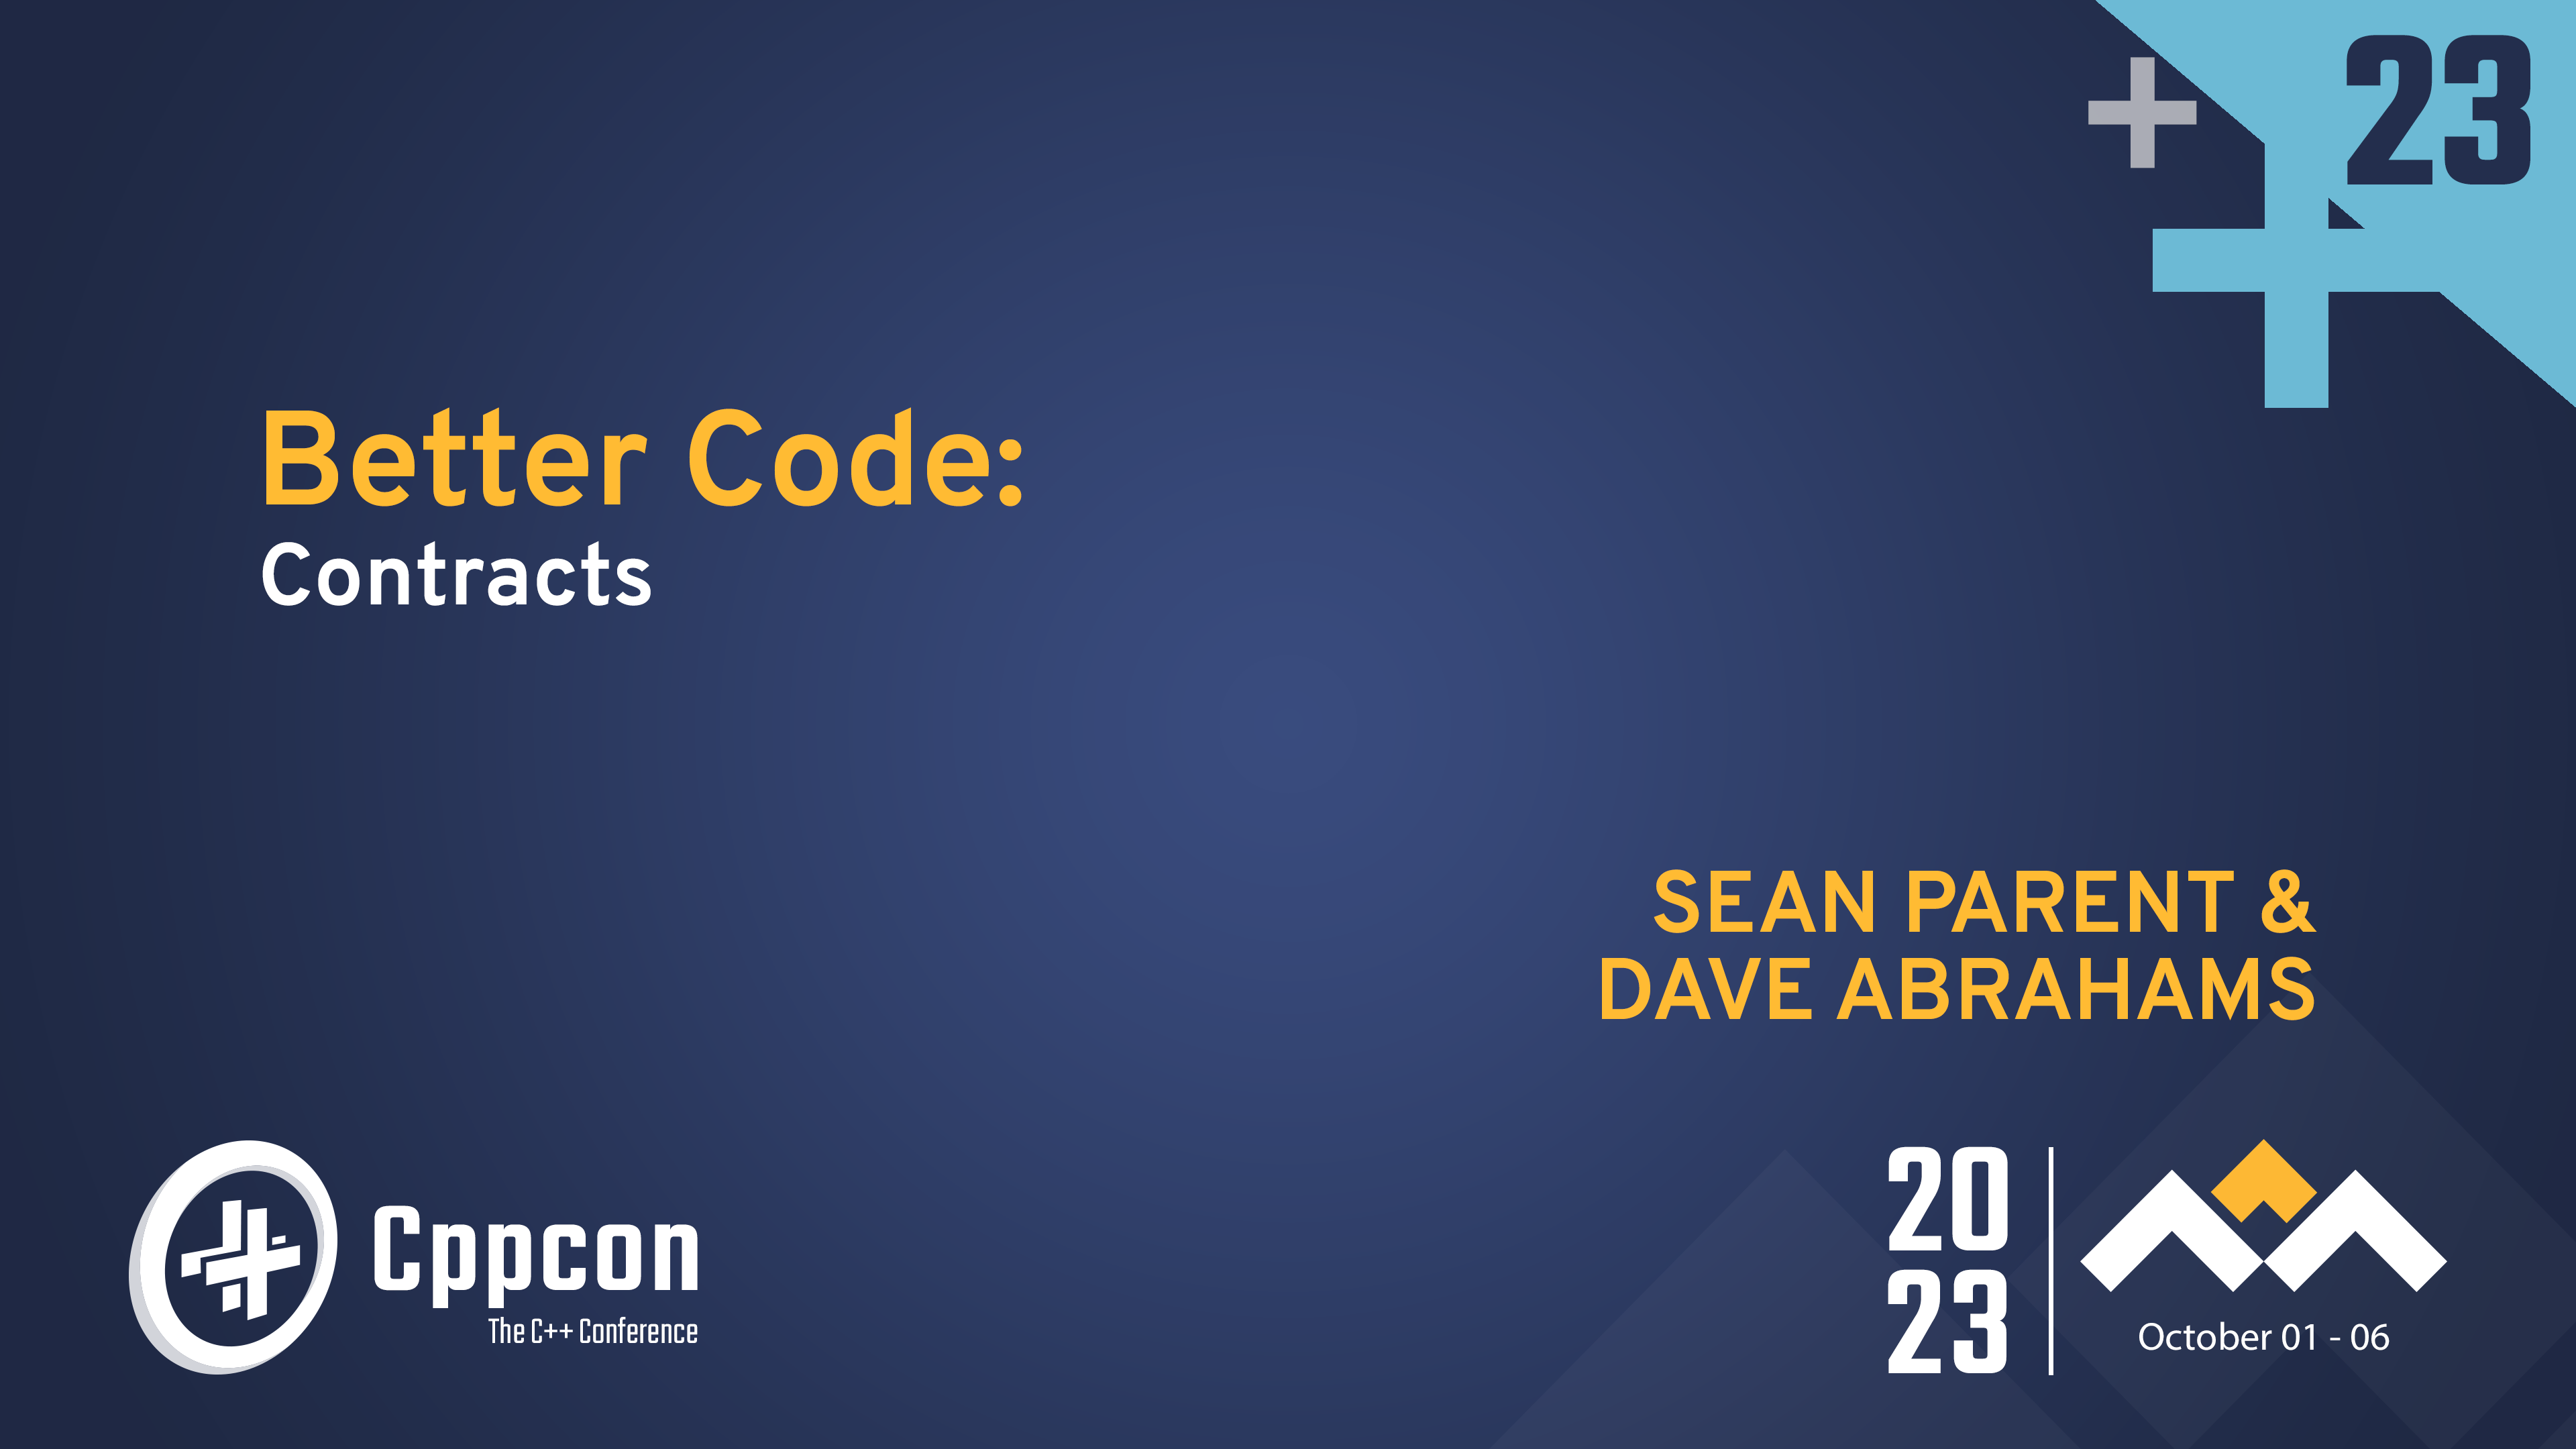 23
Better Code:
Contracts
SEAN PARENT &
DAVE ABRAHAMS
Cppcon
The C++ Conference
20
23
October 01 - 06